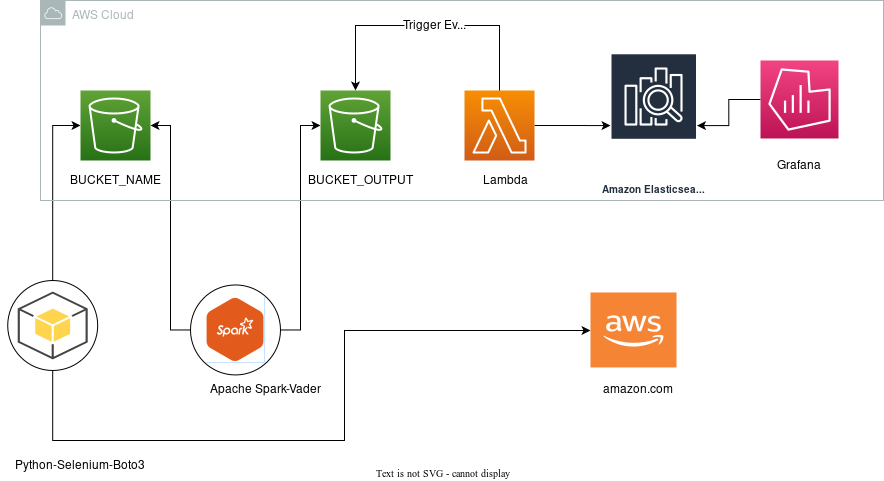 AWS Cloud
Trigger Ev...
BUCKET_NAME
BUCKET_OUTPUT
Lambda
Amazon Elasticsea...
Grafana
Spark
Apache Spark-Vader
aws
amazon.com
Python-Selenium-Boto3
Text is not SVG - cannot display